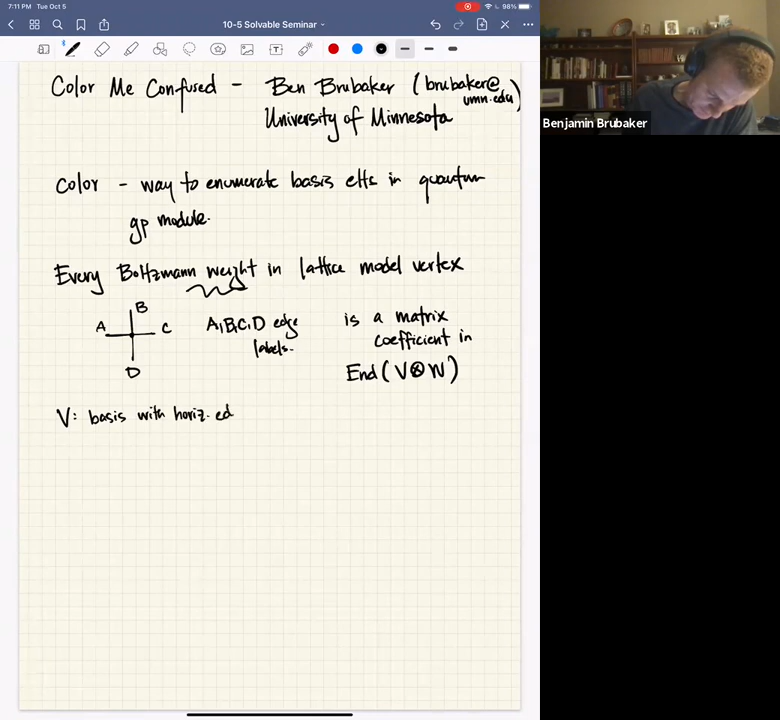 7:11 PM Tue Oct 5
98%
10-5 Solvable Seminar
Color Me Confused - Ben Brubaker (brubaker@
umn.edu)
University of Minnesota
Color - way to enumerate basis elts in quantum
gp module.
Every Boltzmann weight in lattice model vertex
B
A
C
D
A,B,C,D edge
labels.
is a matrix
coefficient in
End(V⊗W)
V: basis with horiz. ed
Benjamin Brubaker